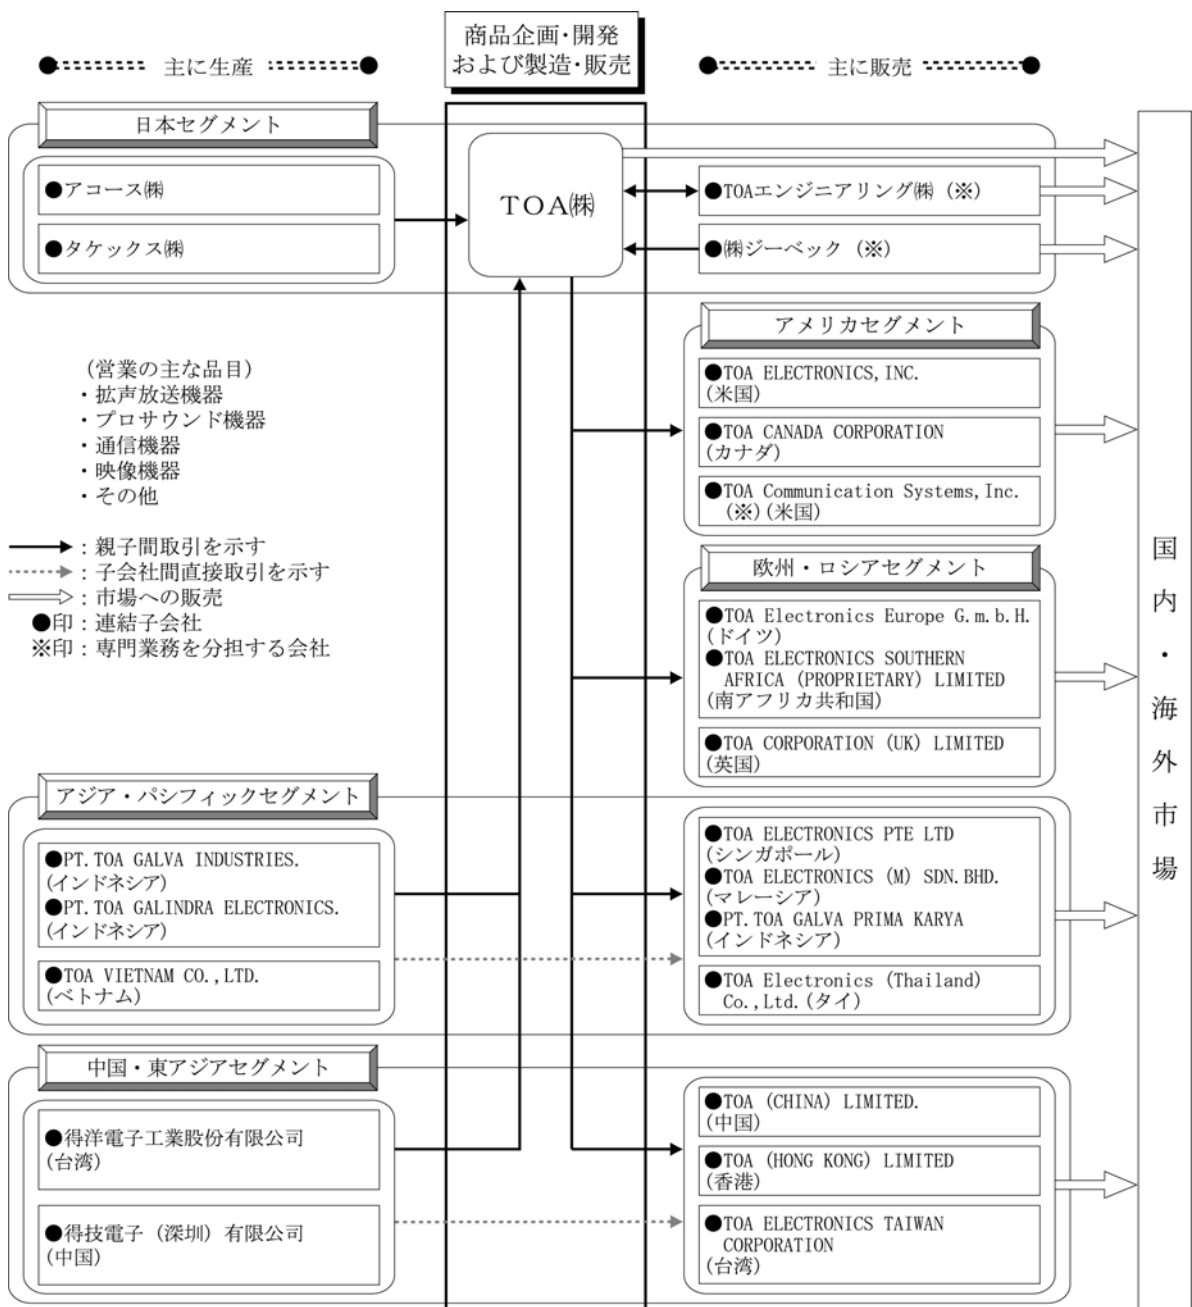 商品企画・開発
および製造・販売
主に生産
主に販売
日本セグメント
●アコース㈱
●タケックス㈱
TOA㈱
●TOAエンジニアリング㈱（※）
●㈱ジーベック（※）
アメリカセグメント
●TOA ELECTRONICS,INC.
(米国)
●TOA CANADA CORPORATION
(カナダ)
●TOA Communication Systems,Inc.
(※)(米国)
（営業の主な品目）
・拡声放送機器
・プロサウンド機器
・通信機器
・映像機器
・その他
：親子間取引を示す
：子会社間直接取引を示す
：市場への販売
●印：連結子会社
※印：専門業務を分担する会社
欧州・ロシアセグメント
●TOA Electronics Europe G.m.b.H.
(ドイツ)
●TOA ELECTRONICS SOUTHERN
AFRICA (PROPRIETARY) LIMITED
(南アフリカ共和国)
●TOA CORPORATION (UK) LIMITED
(英国)
アジア・パシフィックセグメント
●PT.TOA GALVA INDUSTRIES.
(インドネシア)
●PT.TOA GALINDRA ELECTRONICS.
(インドネシア)
●TOA VIETNAM CO.,LTD.
(ベトナム)
●TOA ELECTRONICS PTE LTD
(シンガポール)
●TOA ELECTRONICS (M) SDN.BHD.
(マレーシア)
●PT.TOA GALVA PRIMA KARYA
(インドネシア)
●TOA Electronics (Thailand)
Co.,Ltd.(タイ)
中国・東アジアセグメント
●得洋電子工業股份有限公司
(台湾)
●得技電子（深圳）有限公司
(中国)
●TOA (CHINA) LIMITED.
(中国)
●TOA (HONG KONG) LIMITED
(香港)
●TOA ELECTRONICS TAIWAN
CORPORATION
(台湾)
国内・海外市場